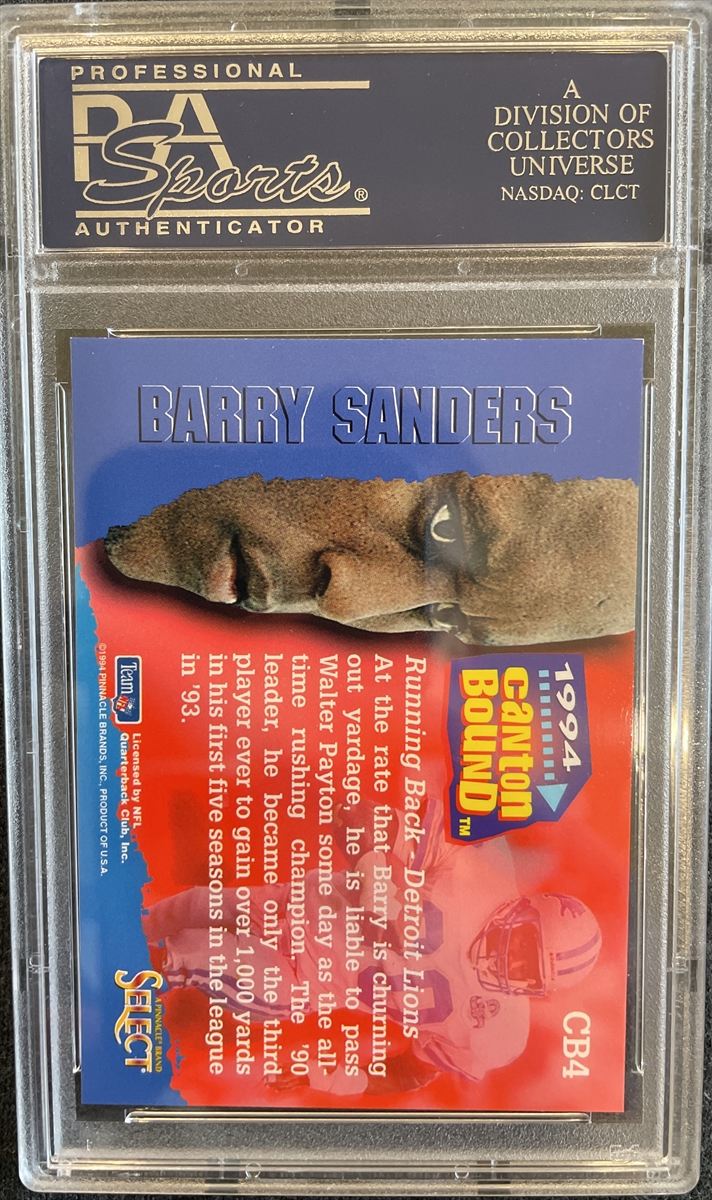 PROFESSIONAL
PSA
Sports®
AUTHENTICATOR
A
DIVISION OF
COLLECTORS
UNIVERSE
NASDAQ: CLCT
BARRY SANDERS
1994
Canton
BOUND™
CB4
Running Back–Detroit Lions
At the rate that Barry is churning
out yardage, he is liable to pass
Walter Payton some day as the all-
time rushing champion. The '90
leader, he became only the third
player ever to gain over 1,000 yards
in his first five seasons in the league
in '93.
Team NFL
Licensed by NFL
Quarterback Club, Inc.
©1994 PINNACLE BRANDS, INC., PRODUCT OF U.S.A.
A PINNACLE® BRAND
SELECT